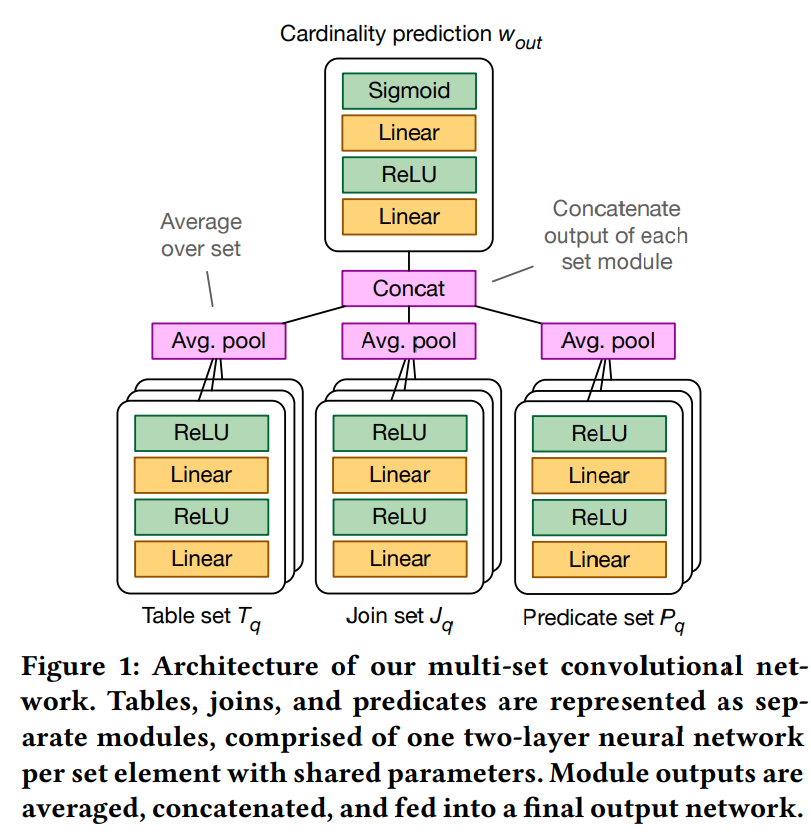 Cardinality prediction w_out
Sigmoid
Linear
ReLU
Linear
Average
over set
Concatenate
output of each
set module
Concat
Avg. pool
Avg. pool
Avg. pool
ReLU
Linear
ReLU
Linear
ReLU
Linear
ReLU
Linear
ReLU
Linear
ReLU
Linear
Table set T_q
Join set J_q
Predicate set P_q
Figure 1: Architecture of our multi-set convolutional net-
work. Tables, joins, and predicates are represented as sep-
arate modules, comprised of one two-layer neural network
per set element with shared parameters. Module outputs are
averaged, concatenated, and fed into a final output network.